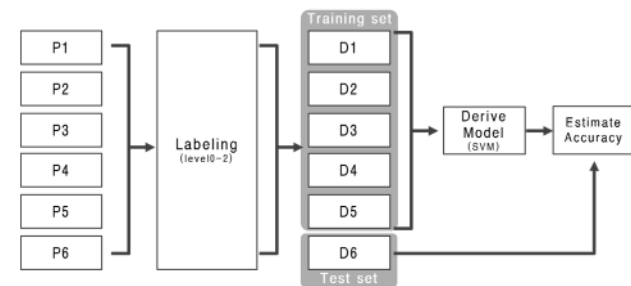 P1
P2
P3
P4
P5
P6
Labeling
(level0-2)
Training set
D1
D2
D3
D4
D5
D6
Test set
Derive
Model
(SVM)
Estimate
Accuracy